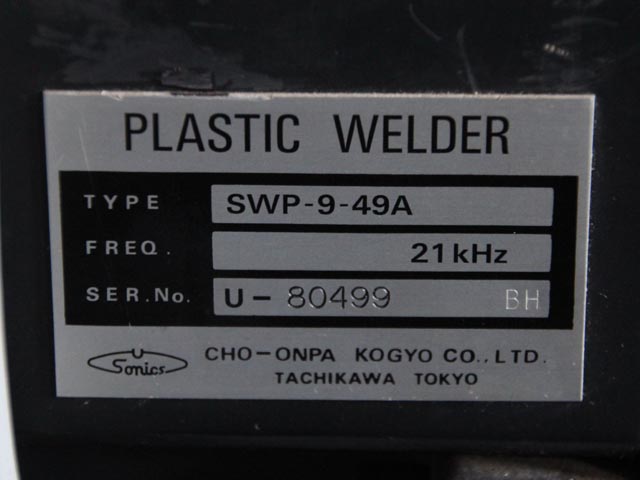 PLASTIC WELDER
TYPE SWP-9-49A
FREQ. 21kHz
SER.No. U-80499 BH
U Sonics CHO-ONPA KOGYO CO.,LTD.
TACHIKAWA TOKYO